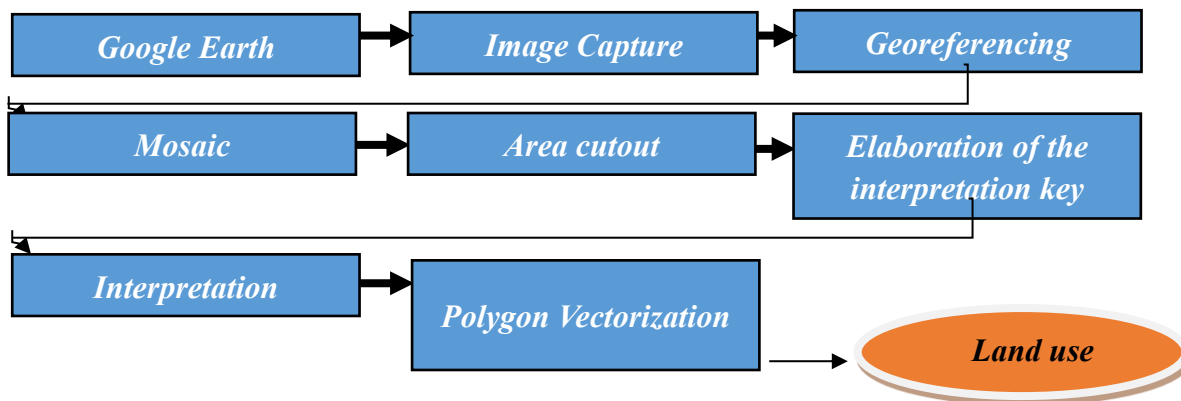 Google Earth
Image Capture
Georeferencing
Mosaic
Area cutout
Elaboration of the
interpretation key
Interpretation
Polygon Vectorization
Land use